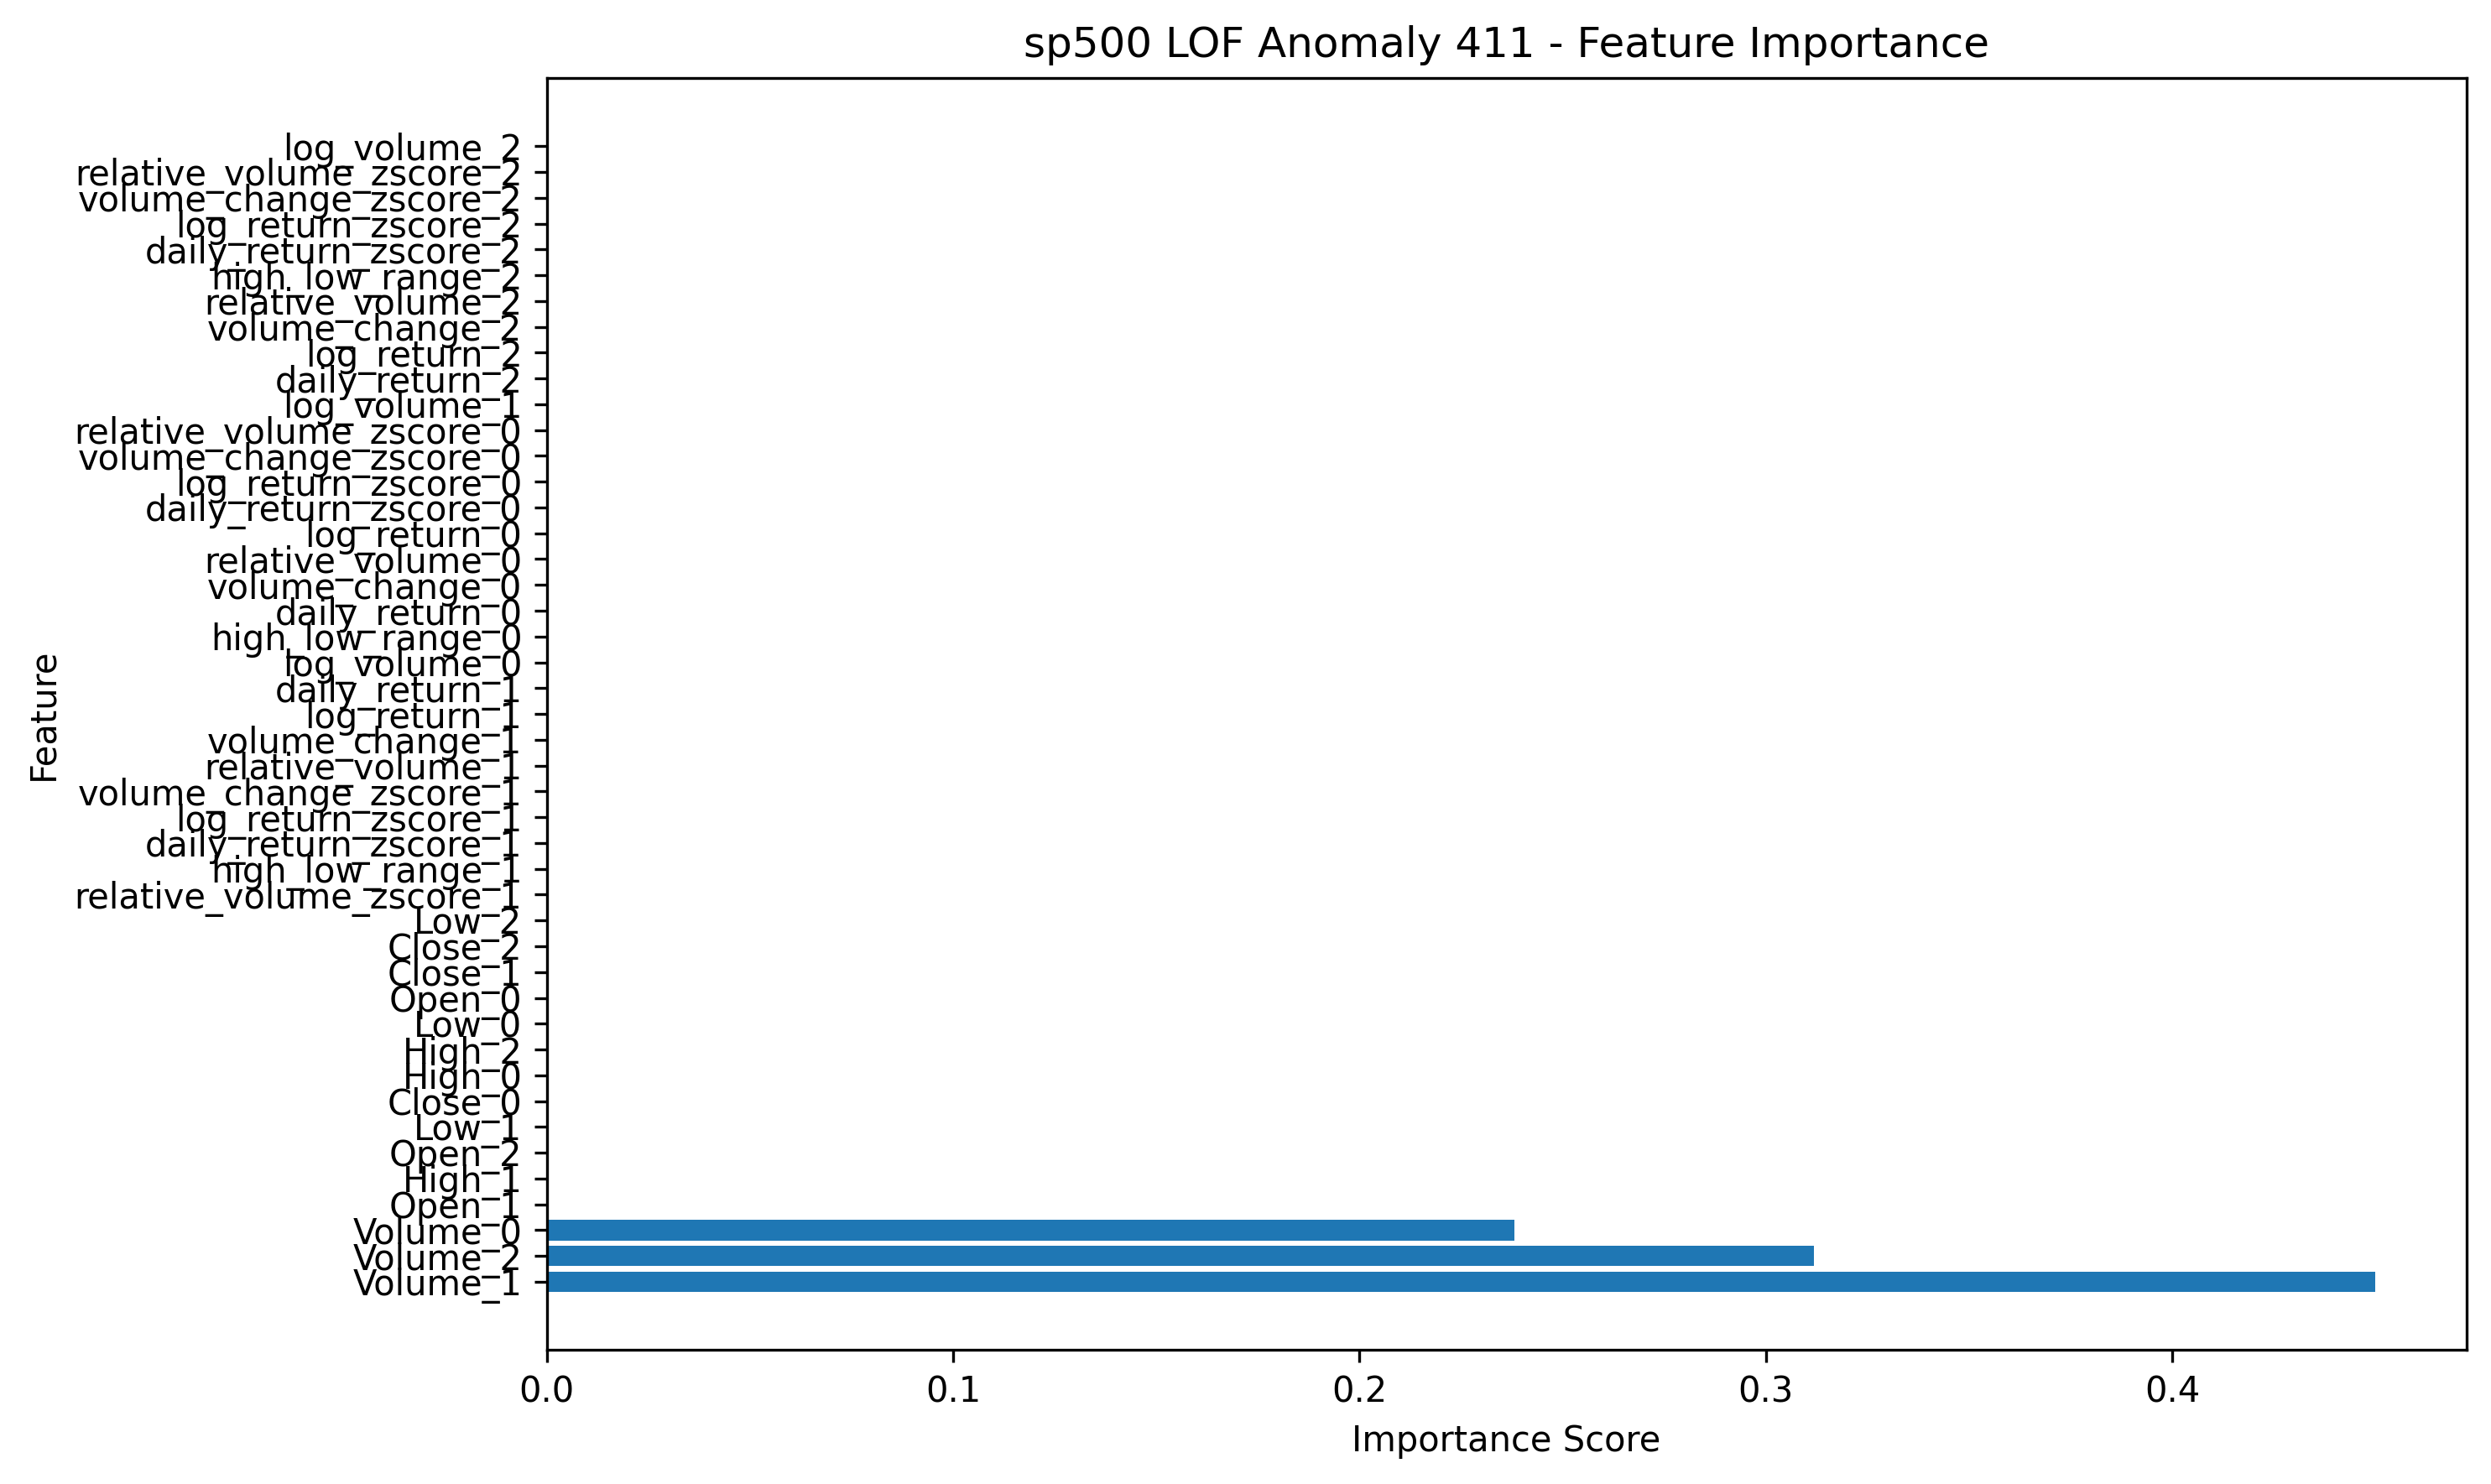 sp500 LOF Anomaly 411 - Feature Importance
log_volume_2
relative_volume_zscore_2
volume_change_zscore_2
log_return_zscore_2
daily_return_zscore_2
high_low_range_2
relative_volume_2
volume_change_2
log_return_2
daily_return_2
log_volume_1
relative_volume_zscore_0
volume_change_zscore_0
log_return_zscore_0
daily_return_zscore_0
log_return_0
relative_volume_0
volume_change_0
daily_return_0
high_low_range_0
log_volume_0
daily_return_1
log_return_1
volume_change_1
relative_volume_1
volume_change_zscore_1
log_return_zscore_1
daily_return_zscore_1
high_low_range_1
relative_volume_zscore_1
Low_2
Close_2
Close_1
Open_0
Low_0
High_2
High_0
Close_0
Low_1
Open_2
High_1
Open_1
Volume_0
Volume_2
Volume_1
Feature
0.0 0.1 0.2 0.3 0.4
Importance Score